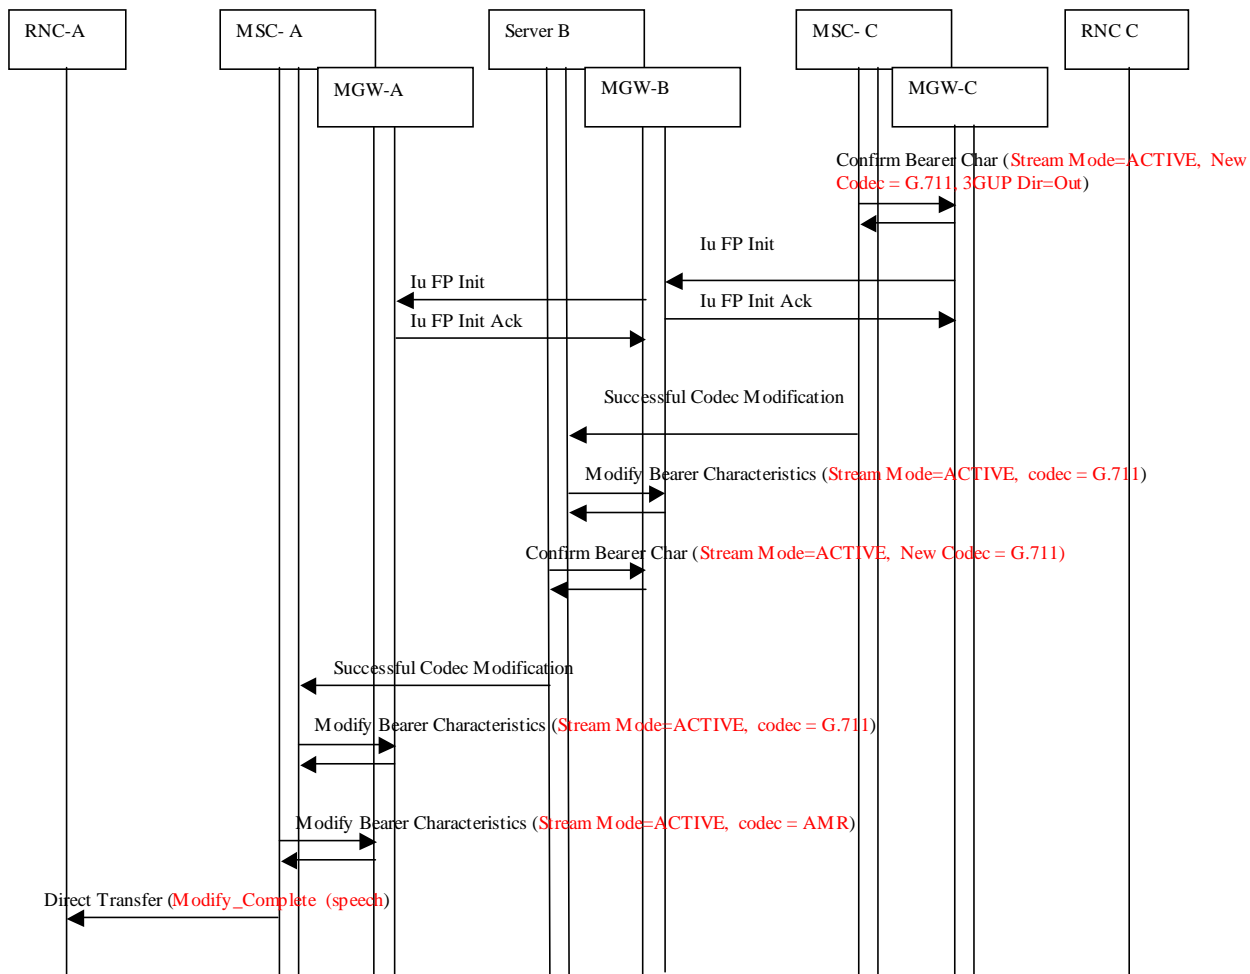 RNC-A
MSC- A
Server B
MSC- C
RNC C
MGW-A
MGW-B
MGW-C
Confirm Bearer Char (Stream Mode=ACTIVE, New
Codec = G.711, 3GUP Dir=Out)
Iu FP Init
Iu FP Init
Iu FP Init Ack
Iu FP Init Ack
Successful Codec Modification
Modify Bearer Characteristics (Stream Mode=ACTIVE, codec = G.711)
Confirm Bearer Char (Stream Mode=ACTIVE, New Codec = G.711)
Successful Codec Modification
Modify Bearer Characteristics (Stream Mode=ACTIVE, codec = G.711)
Modify Bearer Characteristics (Stream Mode=ACTIVE, codec = AMR)
Direct Transfer (Modify_Complete (speech)